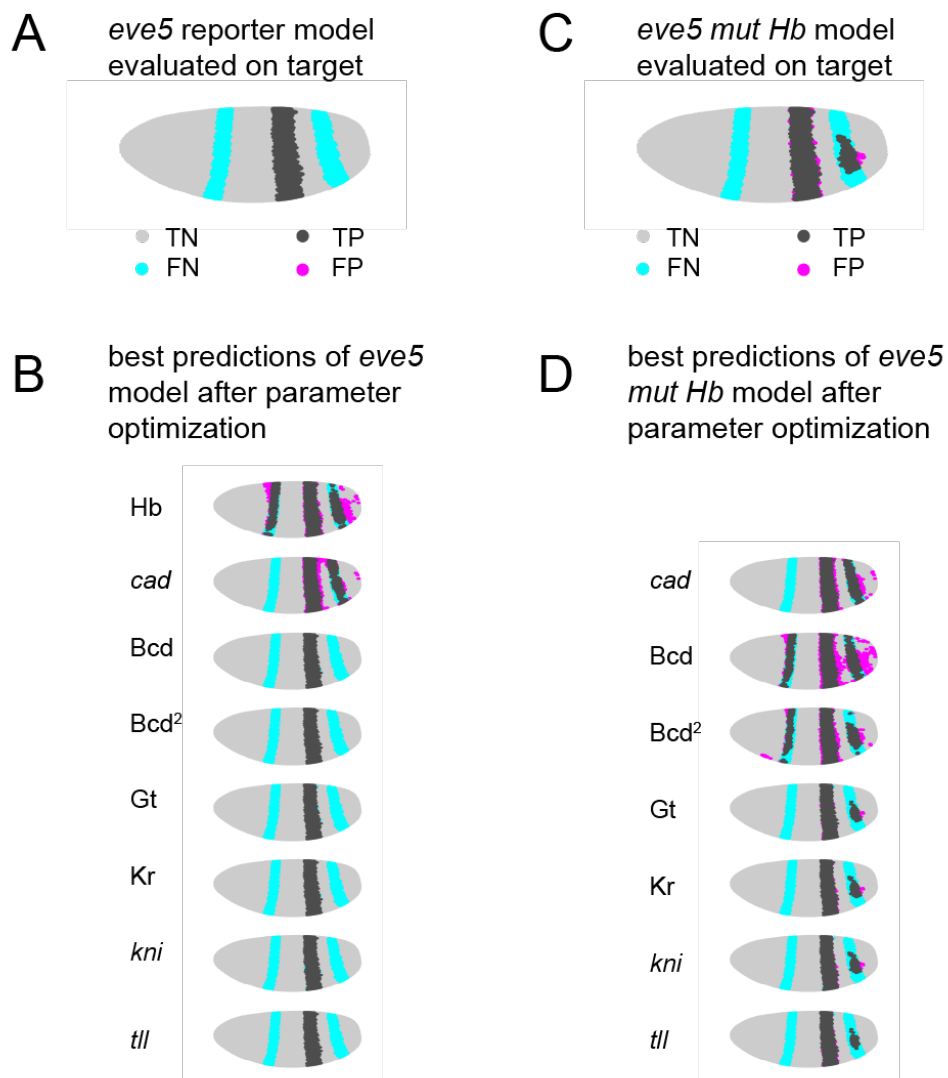 A
eve5 reporter model
evaluated on target
TN
TP
FN
FP
C
eve5 mut Hb model
evaluated on target
TN
TP
FN
FP
B
best predictions of eve5
model after parameter
optimization
Hb
cad
Bcd
Bcd²
Gt
Kr
kni
tll
D
best predictions of eve5
mut Hb model after
parameter optimization
cad
Bcd
Bcd²
Gt
Kr
kni
tll